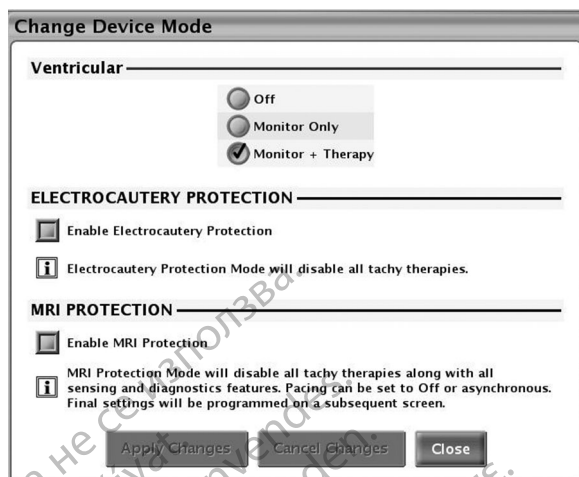 Change Device Mode
Ventricular
Off
Monitor Only
Monitor + Therapy
ELECTROCAUTERY PROTECTION
Enable Electrocautery Protection
Electrocautery Protection Mode will disable all tachy therapies.
MRI PROTECTION
Enable MRI Protection
MRI Protection Mode will disable all tachy therapies along with all
sensing and diagnostics features. Pacing can be set to Off or asynchronous.
Final settings will be programmed on a subsequent screen.
Apply Changes
Cancel Changes
Close
не се използва.